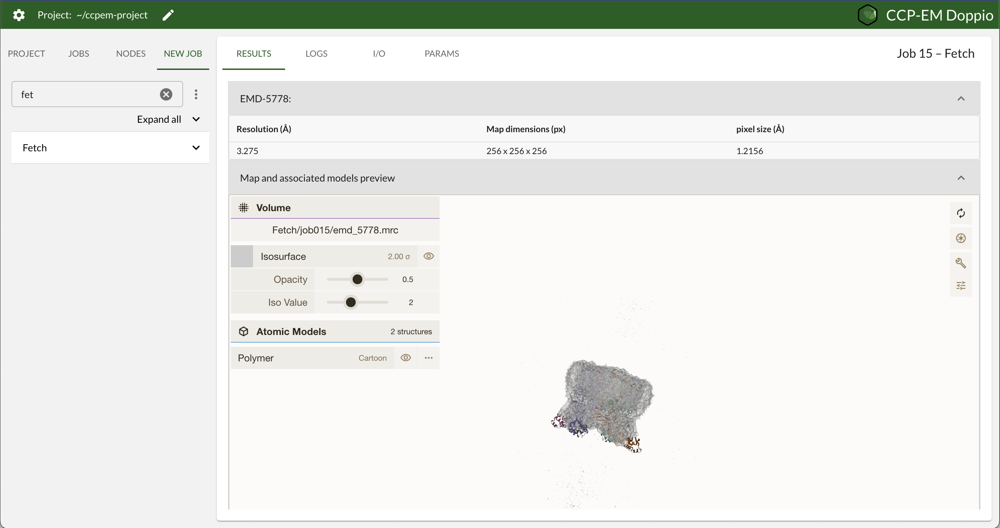 Project: ~/ccpem-project
CCP-EM Doppio
PROJECT JOBS NODES NEW JOB
fet
Expand all
Fetch
RESULTS LOGS I/O PARAMS
Job 15 – Fetch
EMD-5778:
Resolution (Å) Map dimensions (px) pixel size (Å)
3.275 256 x 256 x 256 1.2156
Map and associated models preview
Volume
Fetch/job015/emd_5778.mrc
Isosurface 2.00 σ
Opacity 0.5
Iso Value 2
Atomic Models 2 structures
Polymer Cartoon